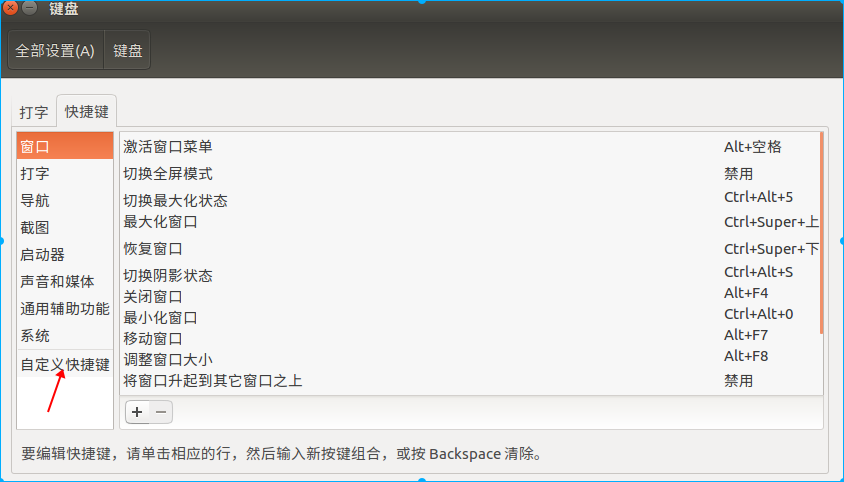 键盘
全部设置(A) 键盘
打字 快捷键
窗口
打字
导航
截图
启动器
声音和媒体
通用辅助功能
系统
自定义快捷键
激活窗口菜单 Alt+空格
切换全屏模式 禁用
切换最大化状态 Ctrl+Alt+5
最大化窗口 Ctrl+Super+上
恢复窗口 Ctrl+Super+下
切换阴影状态 Ctrl+Alt+S
关闭窗口 Alt+F4
最小化窗口 Ctrl+Alt+0
移动窗口 Alt+F7
调整窗口大小 Alt+F8
将窗口升起到其它窗口之上 禁用
要编辑快捷键，请单击相应的行，然后输入新按键组合，或按 Backspace 清除。